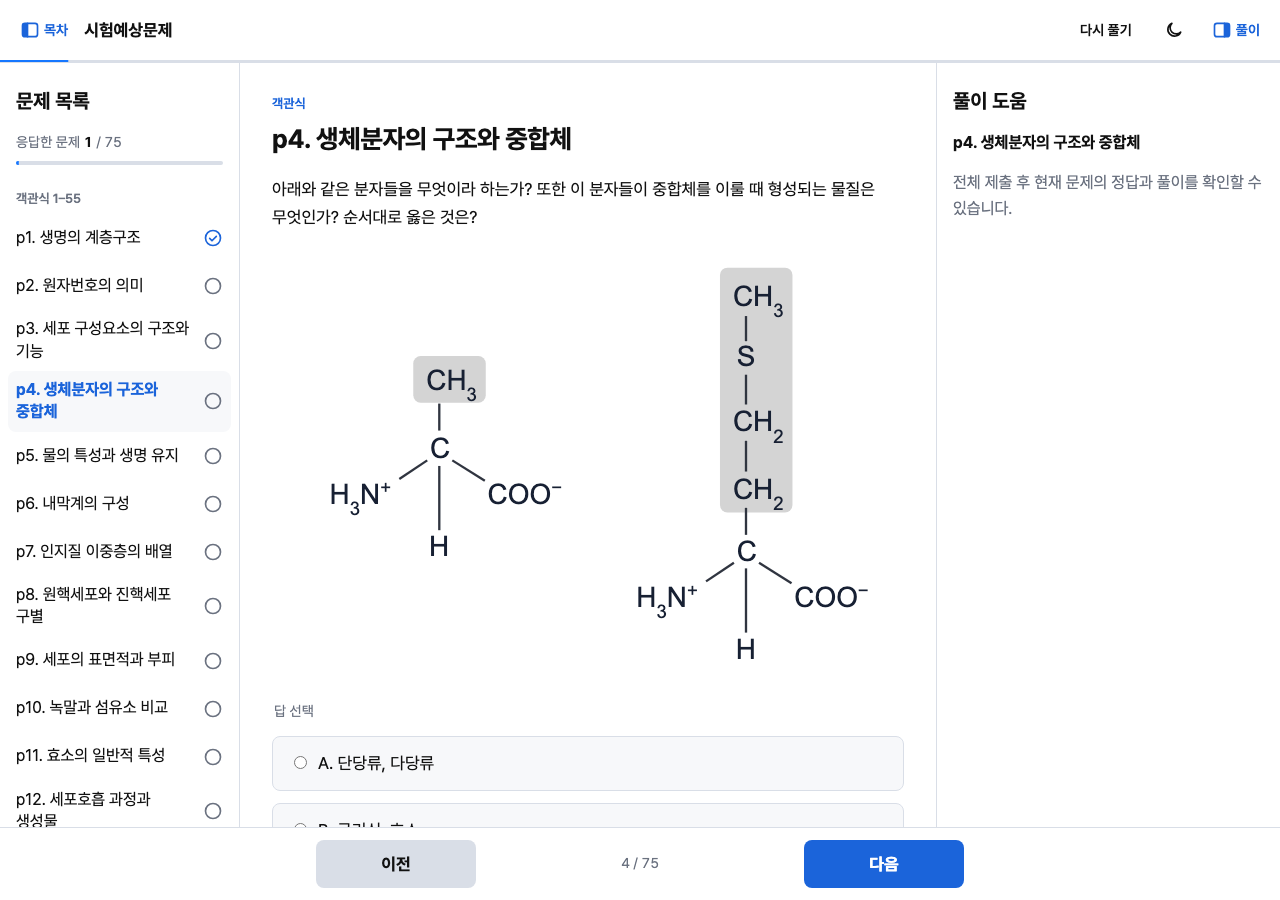 목차
시험예상문제
다시 풀기
풀이
문제 목록
응답한 문제 1 / 75
객관식 1–55
p1. 생명의 계층구조
p2. 원자번호의 의미
p3. 세포 구성요소의 구조와
기능
p4. 생체분자의 구조와
중합체
p5. 물의 특성과 생명 유지
p6. 내막계의 구성
p7. 인지질 이중층의 배열
p8. 원핵세포와 진핵세포
구별
p9. 세포의 표면적과 부피
p10. 녹말과 섬유소 비교
p11. 효소의 일반적 특성
p12. 세포호흡 과정과
생성물
객관식
p4. 생체분자의 구조와 중합체
아래와 같은 분자들을 무엇이라 하는가? 또한 이 분자들이 중합체를 이룰 때 형성되는 물질은
무엇인가? 순서대로 옳은 것은?
CH3
C
H3N+
COO−
H
CH3
S
CH2
CH2
C
H3N+
COO−
H
답 선택
A. 단당류, 다당류
풀이 도움
p4. 생체분자의 구조와 중합체
전체 제출 후 현재 문제의 정답과 풀이를 확인할 수
있습니다.
이전
4 / 75
다음